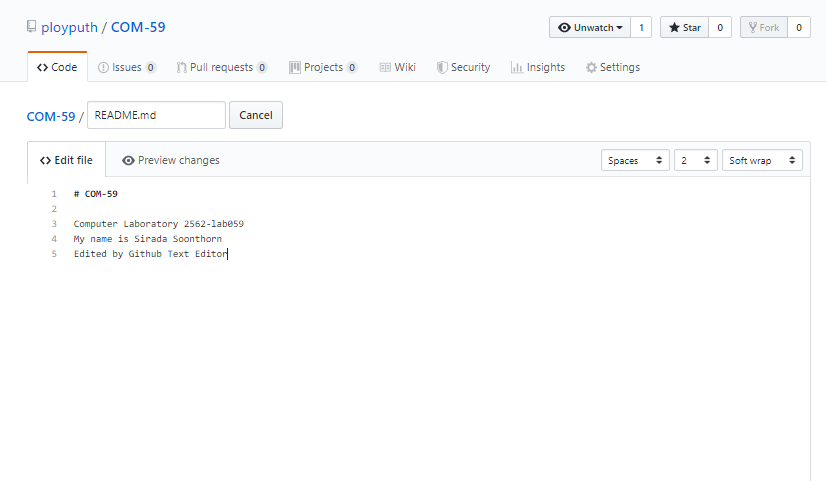 ployputh / COM-59
Unwatch 1 Star 0 Fork 0
Code Issues 0 Pull requests 0 Projects 0 Wiki Security Insights Settings
COM-59 / README.md Cancel
<> Edit file Preview changes Spaces 2 Soft wrap
1 # COM-59
2
3 Computer Laboratory 2562-lab059
4 My name is Sirada Soonthorn
5 Edited by Github Text Editor